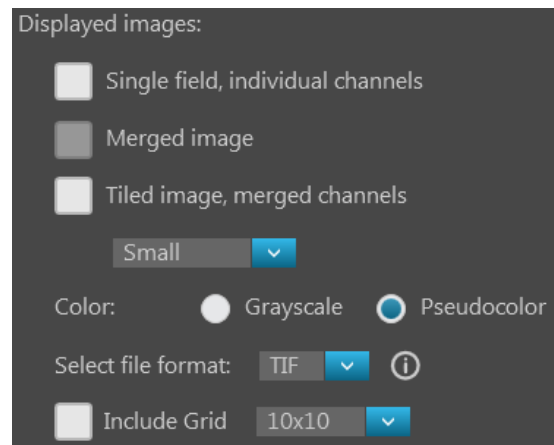 Displayed images:
Single field, individual channels
Merged image
Tiled image, merged channels
Small
Color: Grayscale Pseudocolor
Select file format: TIF
Include Grid 10x10